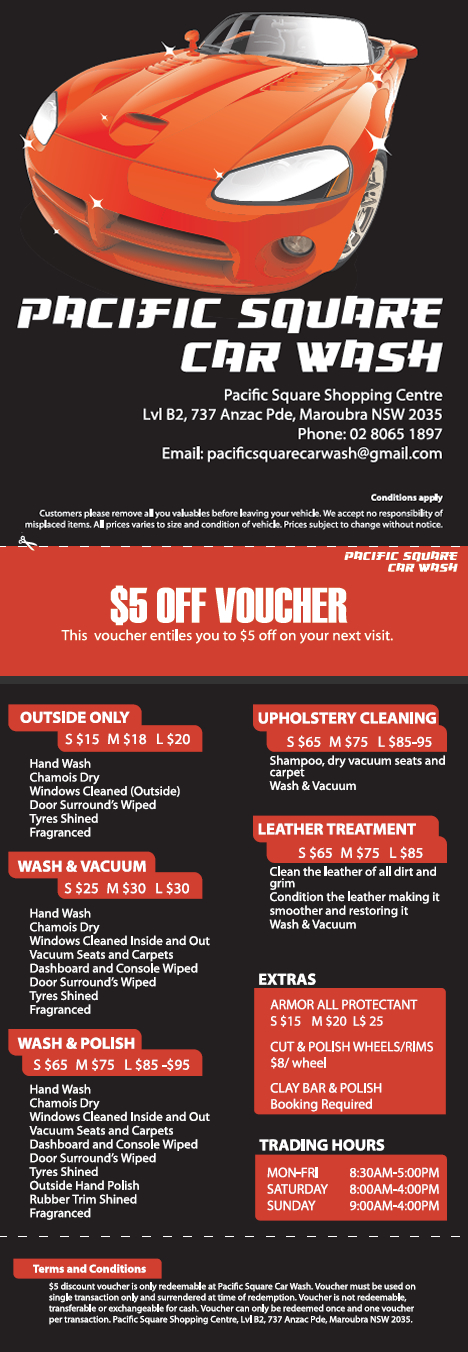 PACIFIC SQUARE
CAR WASH
Pacific Square Shopping Centre
Lvl B2, 737 Anzac Pde, Maroubra NSW 2035
Phone: 02 8065 1897
Email: pacificsquarecarwash@gmail.com
Conditions apply
Customers please remove all you valuables before leaving your vehicle. We accept no responsibility of
misplaced items. All prices varies to size and condition of vehicle. Prices subject to change without notice.
PACIFIC SQUARE
CAR WASH
$5 OFF VOUCHER
This voucher entiles you to $5 off on your next visit.
OUTSIDE ONLY
S $15 M $18 L $20
Hand Wash
Chamois Dry
Windows Cleaned (Outside)
Door Surround's Wiped
Tyres Shined
Fragranced
WASH & VACUUM
S $25 M $30 L $30
Hand Wash
Chamois Dry
Windows Cleaned Inside and Out
Vacuum Seats and Carpets
Dashboard and Console Wiped
Door Surround's Wiped
Tyres Shined
Fragranced
WASH & POLISH
S $65 M $75 L $85 -$95
Hand Wash
Chamois Dry
Windows Cleaned Inside and Out
Vacuum Seats and Carpets
Dashboard and Console Wiped
Door Surround's Wiped
Tyres Shined
Outside Hand Polish
Rubber Trim Shined
Fragranced
UPHOLSTERY CLEANING
S $65 M $75 L $85-95
Shampoo, dry vacuum seats and
carpet
Wash & Vacuum
LEATHER TREATMENT
S $65 M $75 L $85
Clean the leather of all dirt and
grim
Condition the leather making it
smoother and restoring it
Wash & Vacuum
EXTRAS
ARMOR ALL PROTECTANT
S $15 M $20 L$ 25
CUT & POLISH WHEELS/RIMS
$8/ wheel
CLAY BAR & POLISH
Booking Required
TRADING HOURS
MON-FRI 8:30AM-5:00PM
SATURDAY 8:00AM-4:00PM
SUNDAY 9:00AM-4:00PM
Terms and Conditions
$5 discount voucher is only redeemable at Pacific Square Car Wash. Voucher must be used on
single transaction only and surrendered at time of redemption. Voucher is not redeemable,
transferable or exchangeable for cash. Voucher can only be redeemed once and one voucher
per transaction. Pacific Square Shopping Centre, Lvl B2, 737 Anzac Pde, Maroubra NSW 2035.